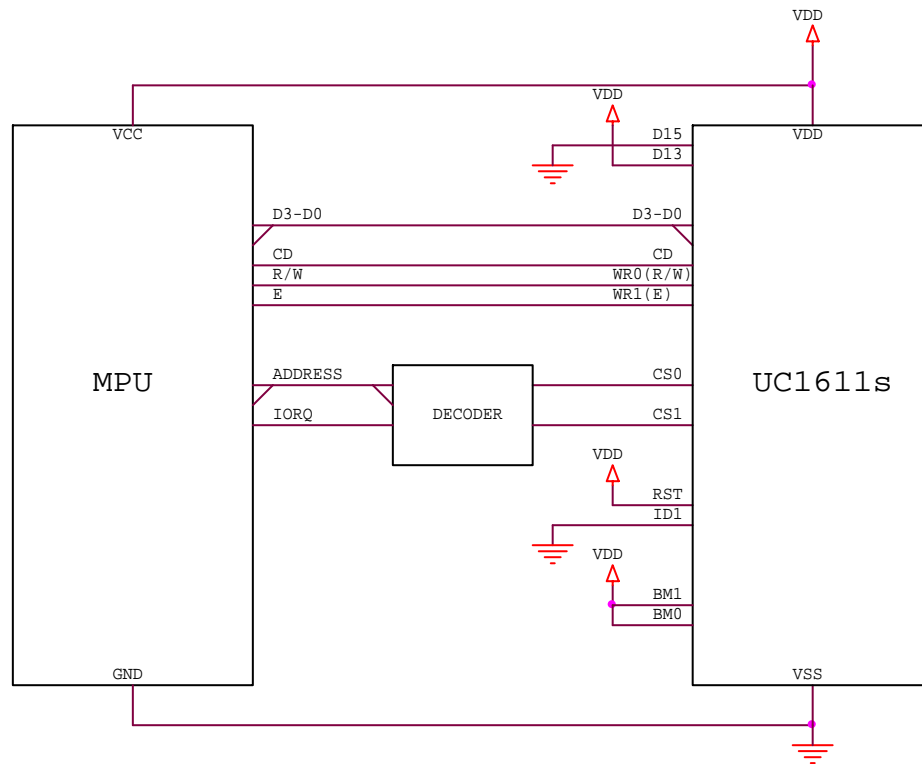 VDD
VDD
VCC
D15
VDD
D13
D3-D0
D3-D0
CD
CD
R/W
WR0(R/W)
E
WR1(E)
MPU
ADDRESS
CS0
UC1611s
IORQ
DECODER
CS1
VDD
RST
ID1
VDD
BM1
BM0
GND
VSS